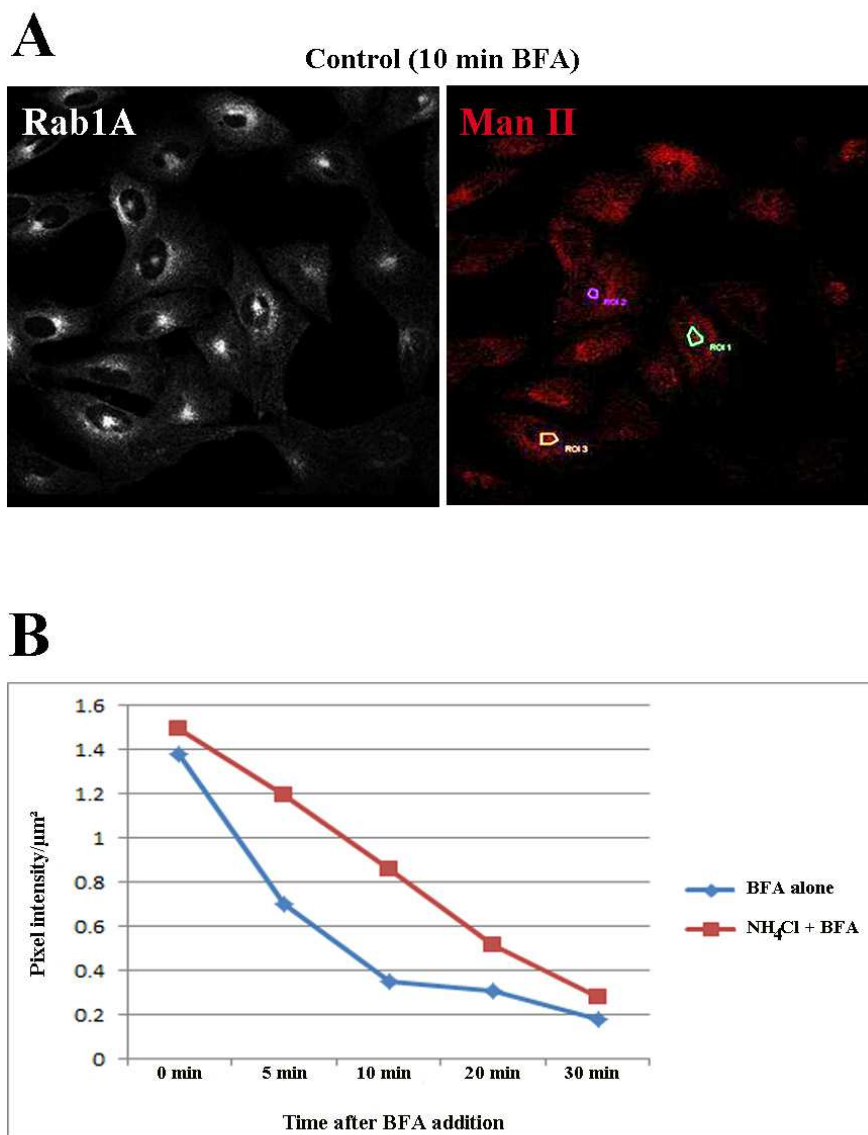 A
Control (10 min BFA)
Rab1A
Man II
ROI 2
ROI 1
ROI 3
B
1.6
1.4
1.2
1
0.8
0.6
0.4
0.2
0
Pixel intensity/µm²
0 min
5 min
10 min
20 min
30 min
Time after BFA addition
BFA alone
NH₄Cl + BFA